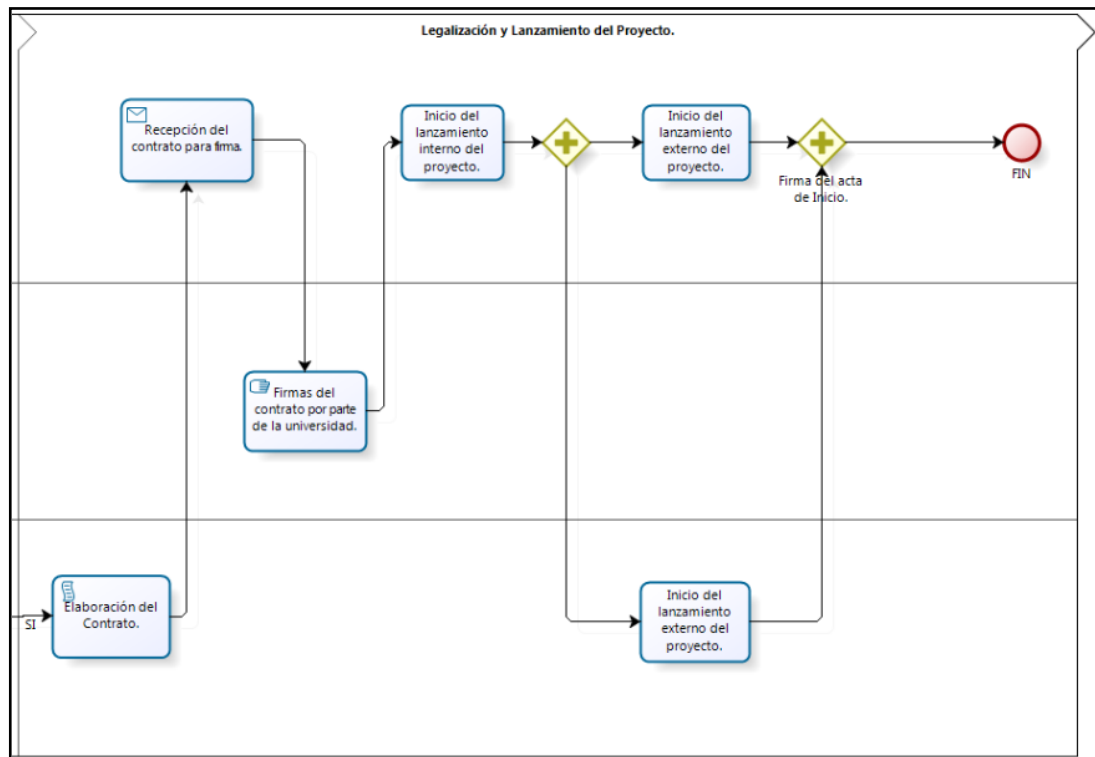 Legalización y Lanzamiento del Proyecto.
Recepción del
contrato para firma.
Inicio del
lanzamiento
interno del
proyecto.
Inicio del
lanzamiento
externo del
proyecto.
Firma del acta
de Inicio.
FIN
Firmas del
contrato por parte
de la universidad.
SI
Elaboración del
Contrato.
Inicio del
lanzamiento
externo del
proyecto.